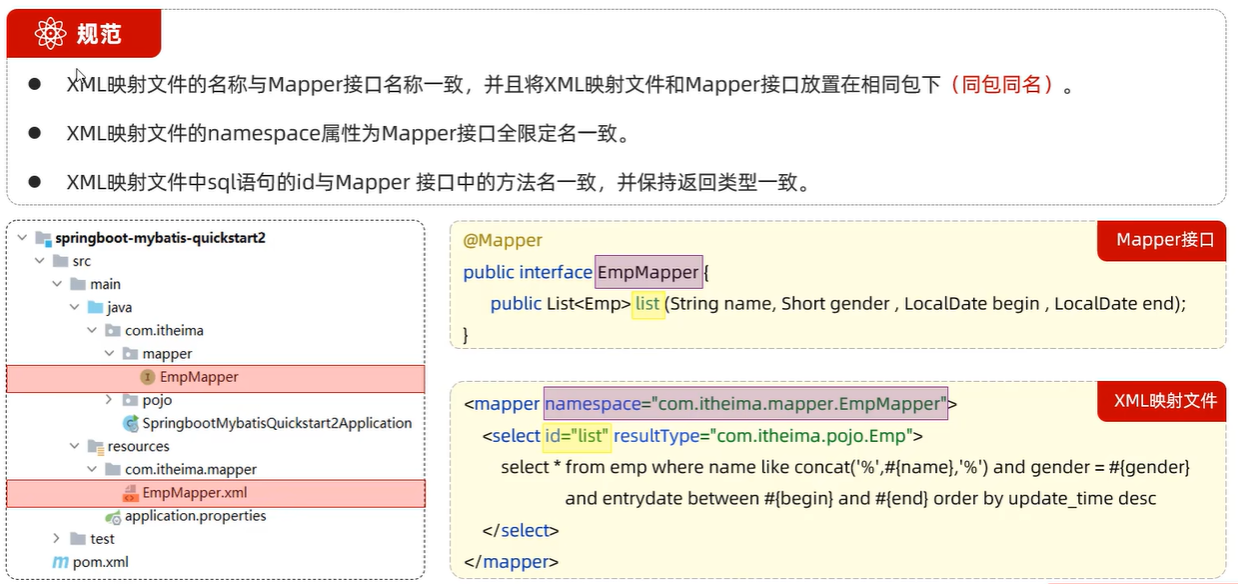 规范
XML映射文件的名称与Mapper接口名称一致，并且将XML映射文件和Mapper接口放置在相同包下（同包同名）。
XML映射文件的namespace属性为Mapper接口全限定名一致。
XML映射文件中sql语句的id与Mapper 接口中的方法名一致，并保持返回类型一致。
springboot-mybatis-quickstart2
src
main
java
com.itheima
mapper
EmpMapper
pojo
SpringbootMybatisQuickstart2Application
resources
com.itheima.mapper
EmpMapper.xml
application.properties
test
pom.xml
Mapper接口
@Mapper
public interface EmpMapper {
public List<Emp> list (String name, Short gender , LocalDate begin , LocalDate end);
}
XML映射文件
<mapper namespace="com.itheima.mapper.EmpMapper">
<select id="list" resultType="com.itheima.pojo.Emp">
select * from emp where name like concat('%',#{name},'%') and gender = #{gender}
and entrydate between #{begin} and #{end} order by update_time desc
</select>
</mapper>